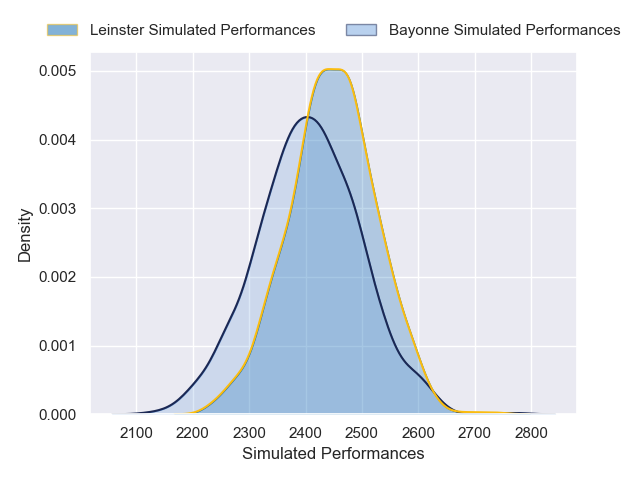 Leinster Simulated Performances Bayonne Simulated Performances
0.005
0.004
0.003
0.002
0.001
0.000
Density
2100 2200 2300 2400 2500 2600 2700 2800
Simulated Performances